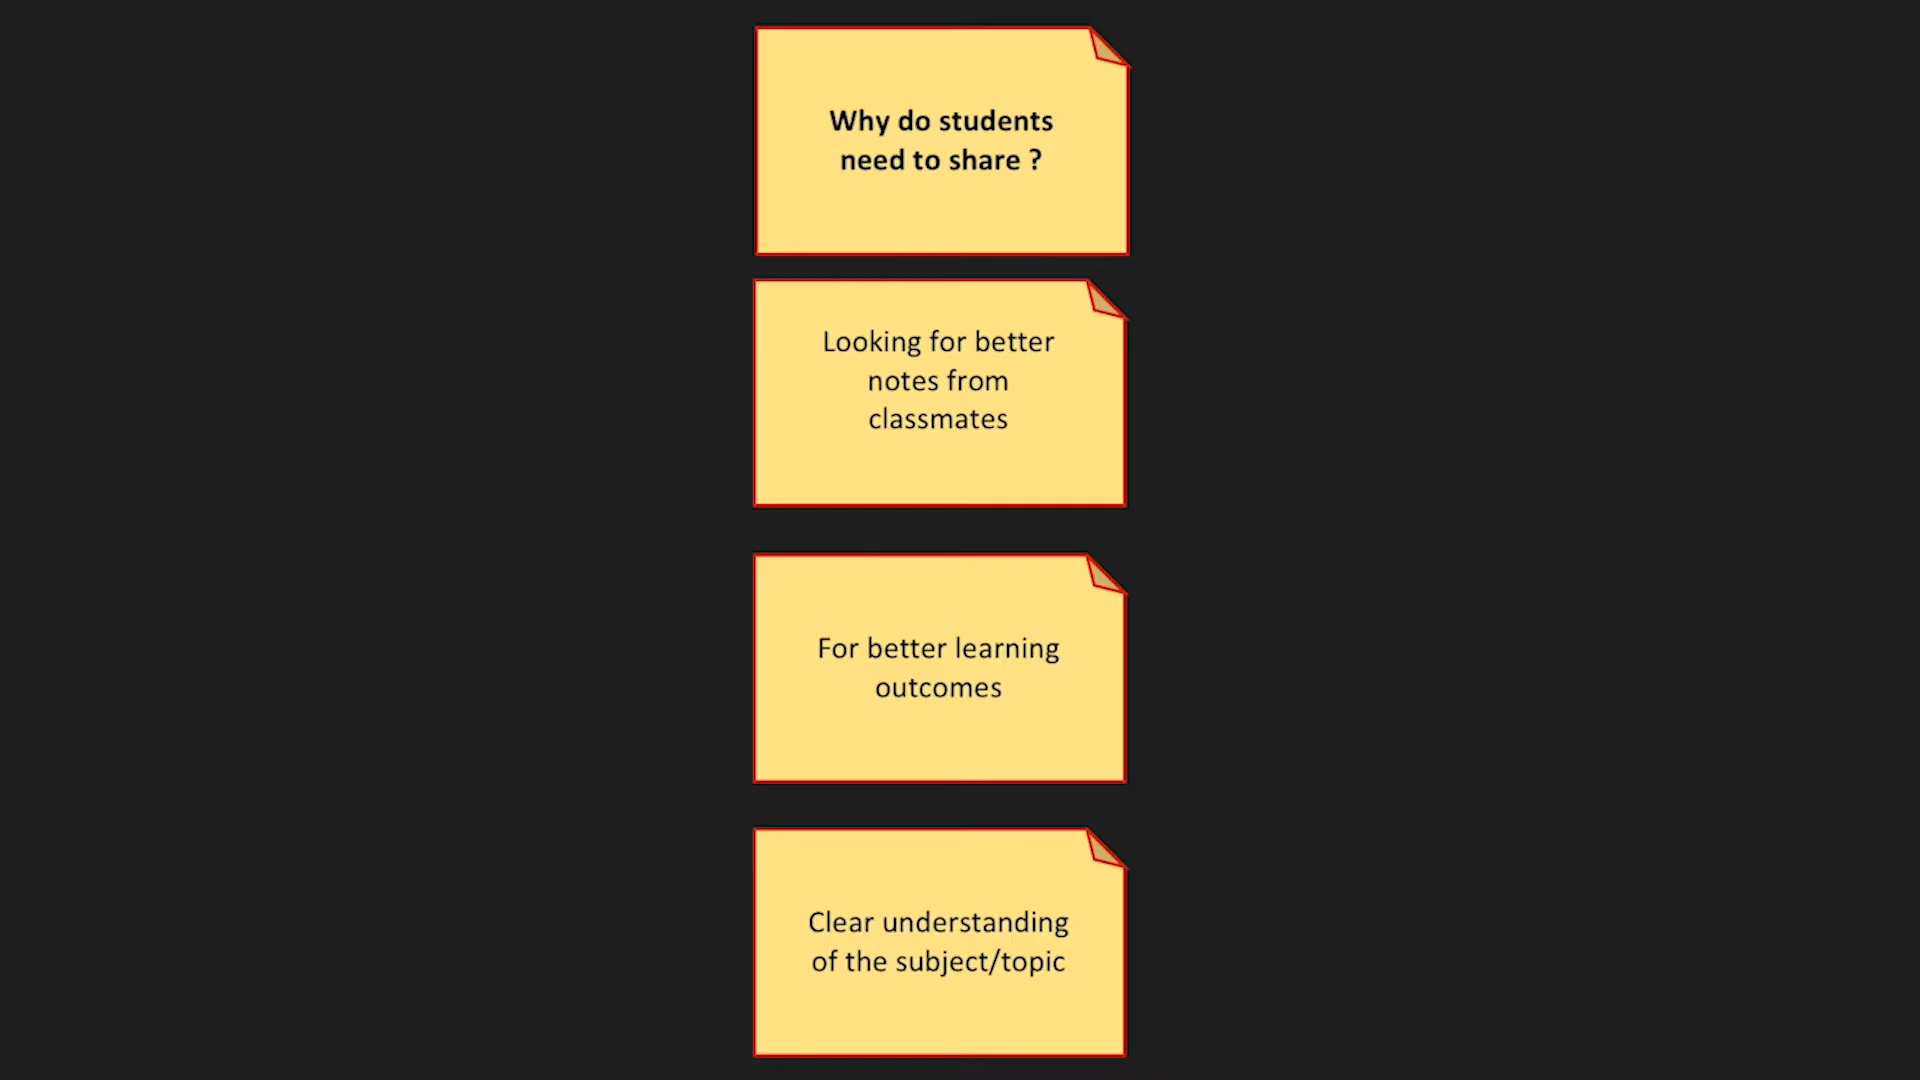 Why do students
need to share ?
Looking for better
notes from
classmates
For better learning
outcomes
Clear understanding
of the subject/topic